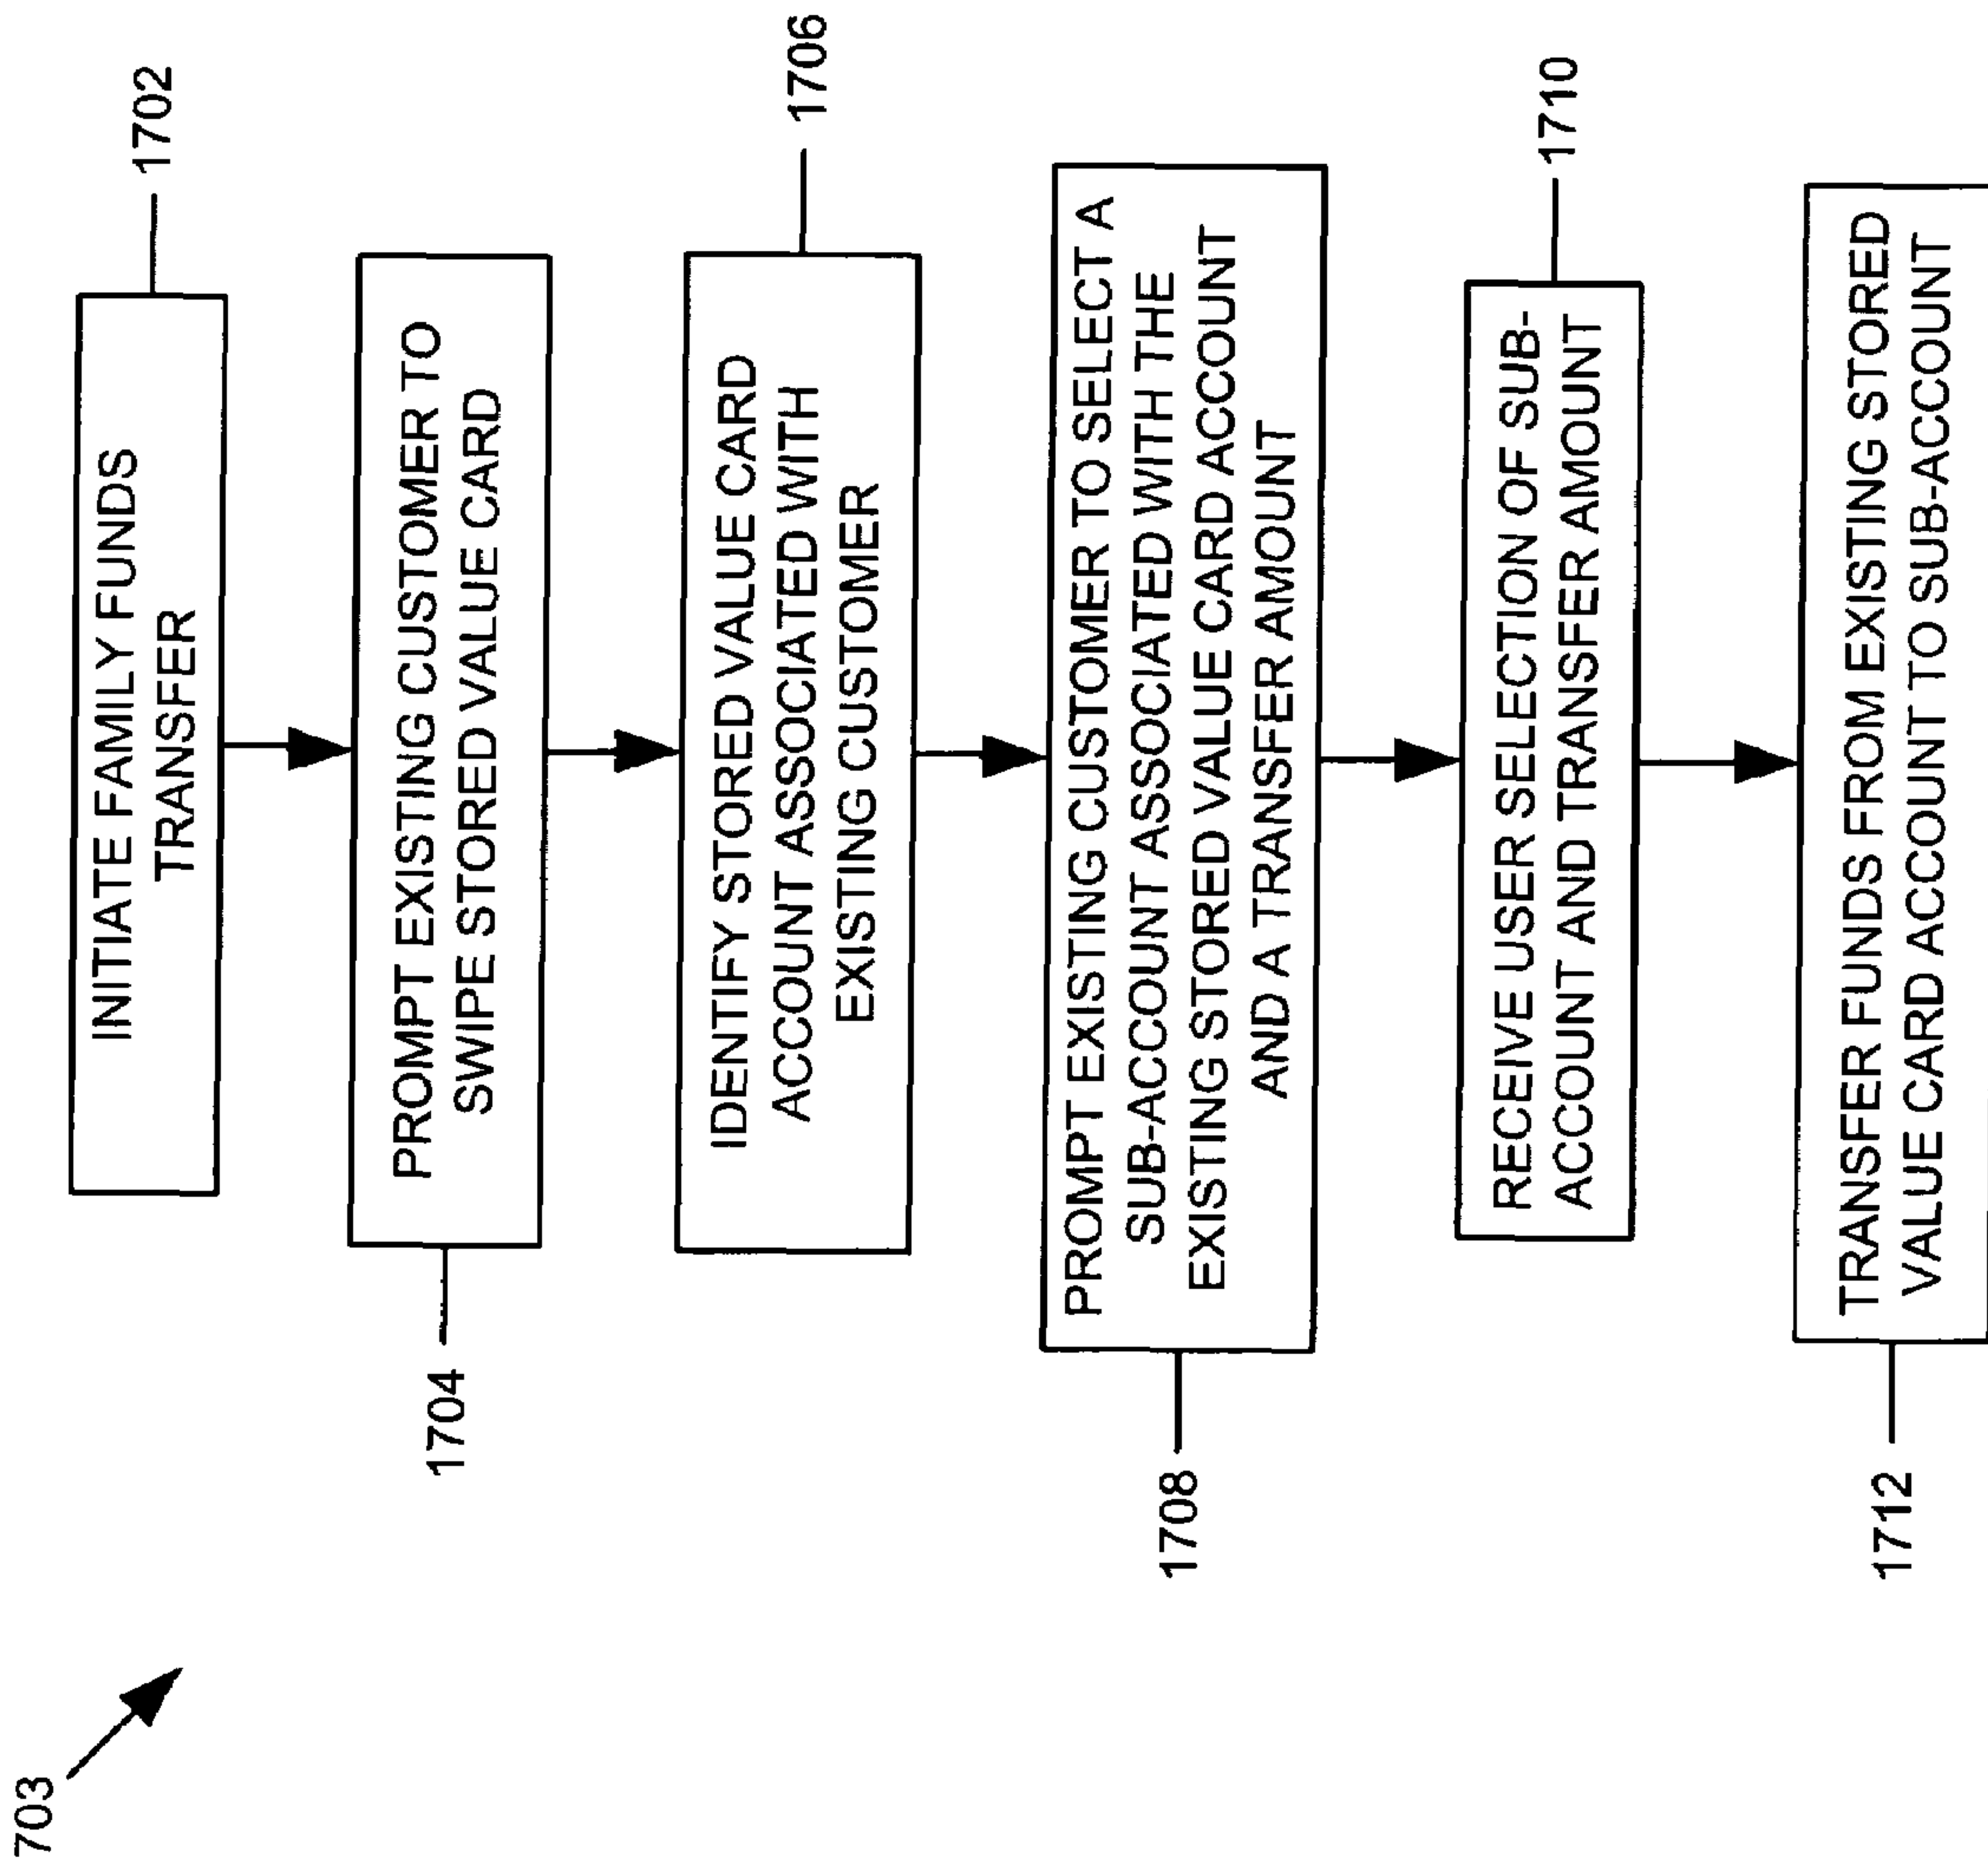 703
INITIATE FAMILY FUNDS
TRANSFER
1702
PROMPT EXISTING CUSTOMER TO
SWIPE STORED VALUE CARD
1704
IDENTIFY STORED VALUE CARD
ACCOUNT ASSOCIATED WITH
EXISTING CUSTOMER
1706
PROMPT EXISTING CUSTOMER TO SELECT A
SUB-ACCOUNT ASSOCIATED WITH THE
EXISTING STORED VALUE CARD ACCOUNT
AND A TRANSFER AMOUNT
1708
RECEIVE USER SELECTION OF SUB-
ACCOUNT AND TRANSFER AMOUNT
1710
TRANSFER FUNDS FROM EXISTING STORED
VALUE CARD ACCOUNT TO SUB-ACCOUNT
1712